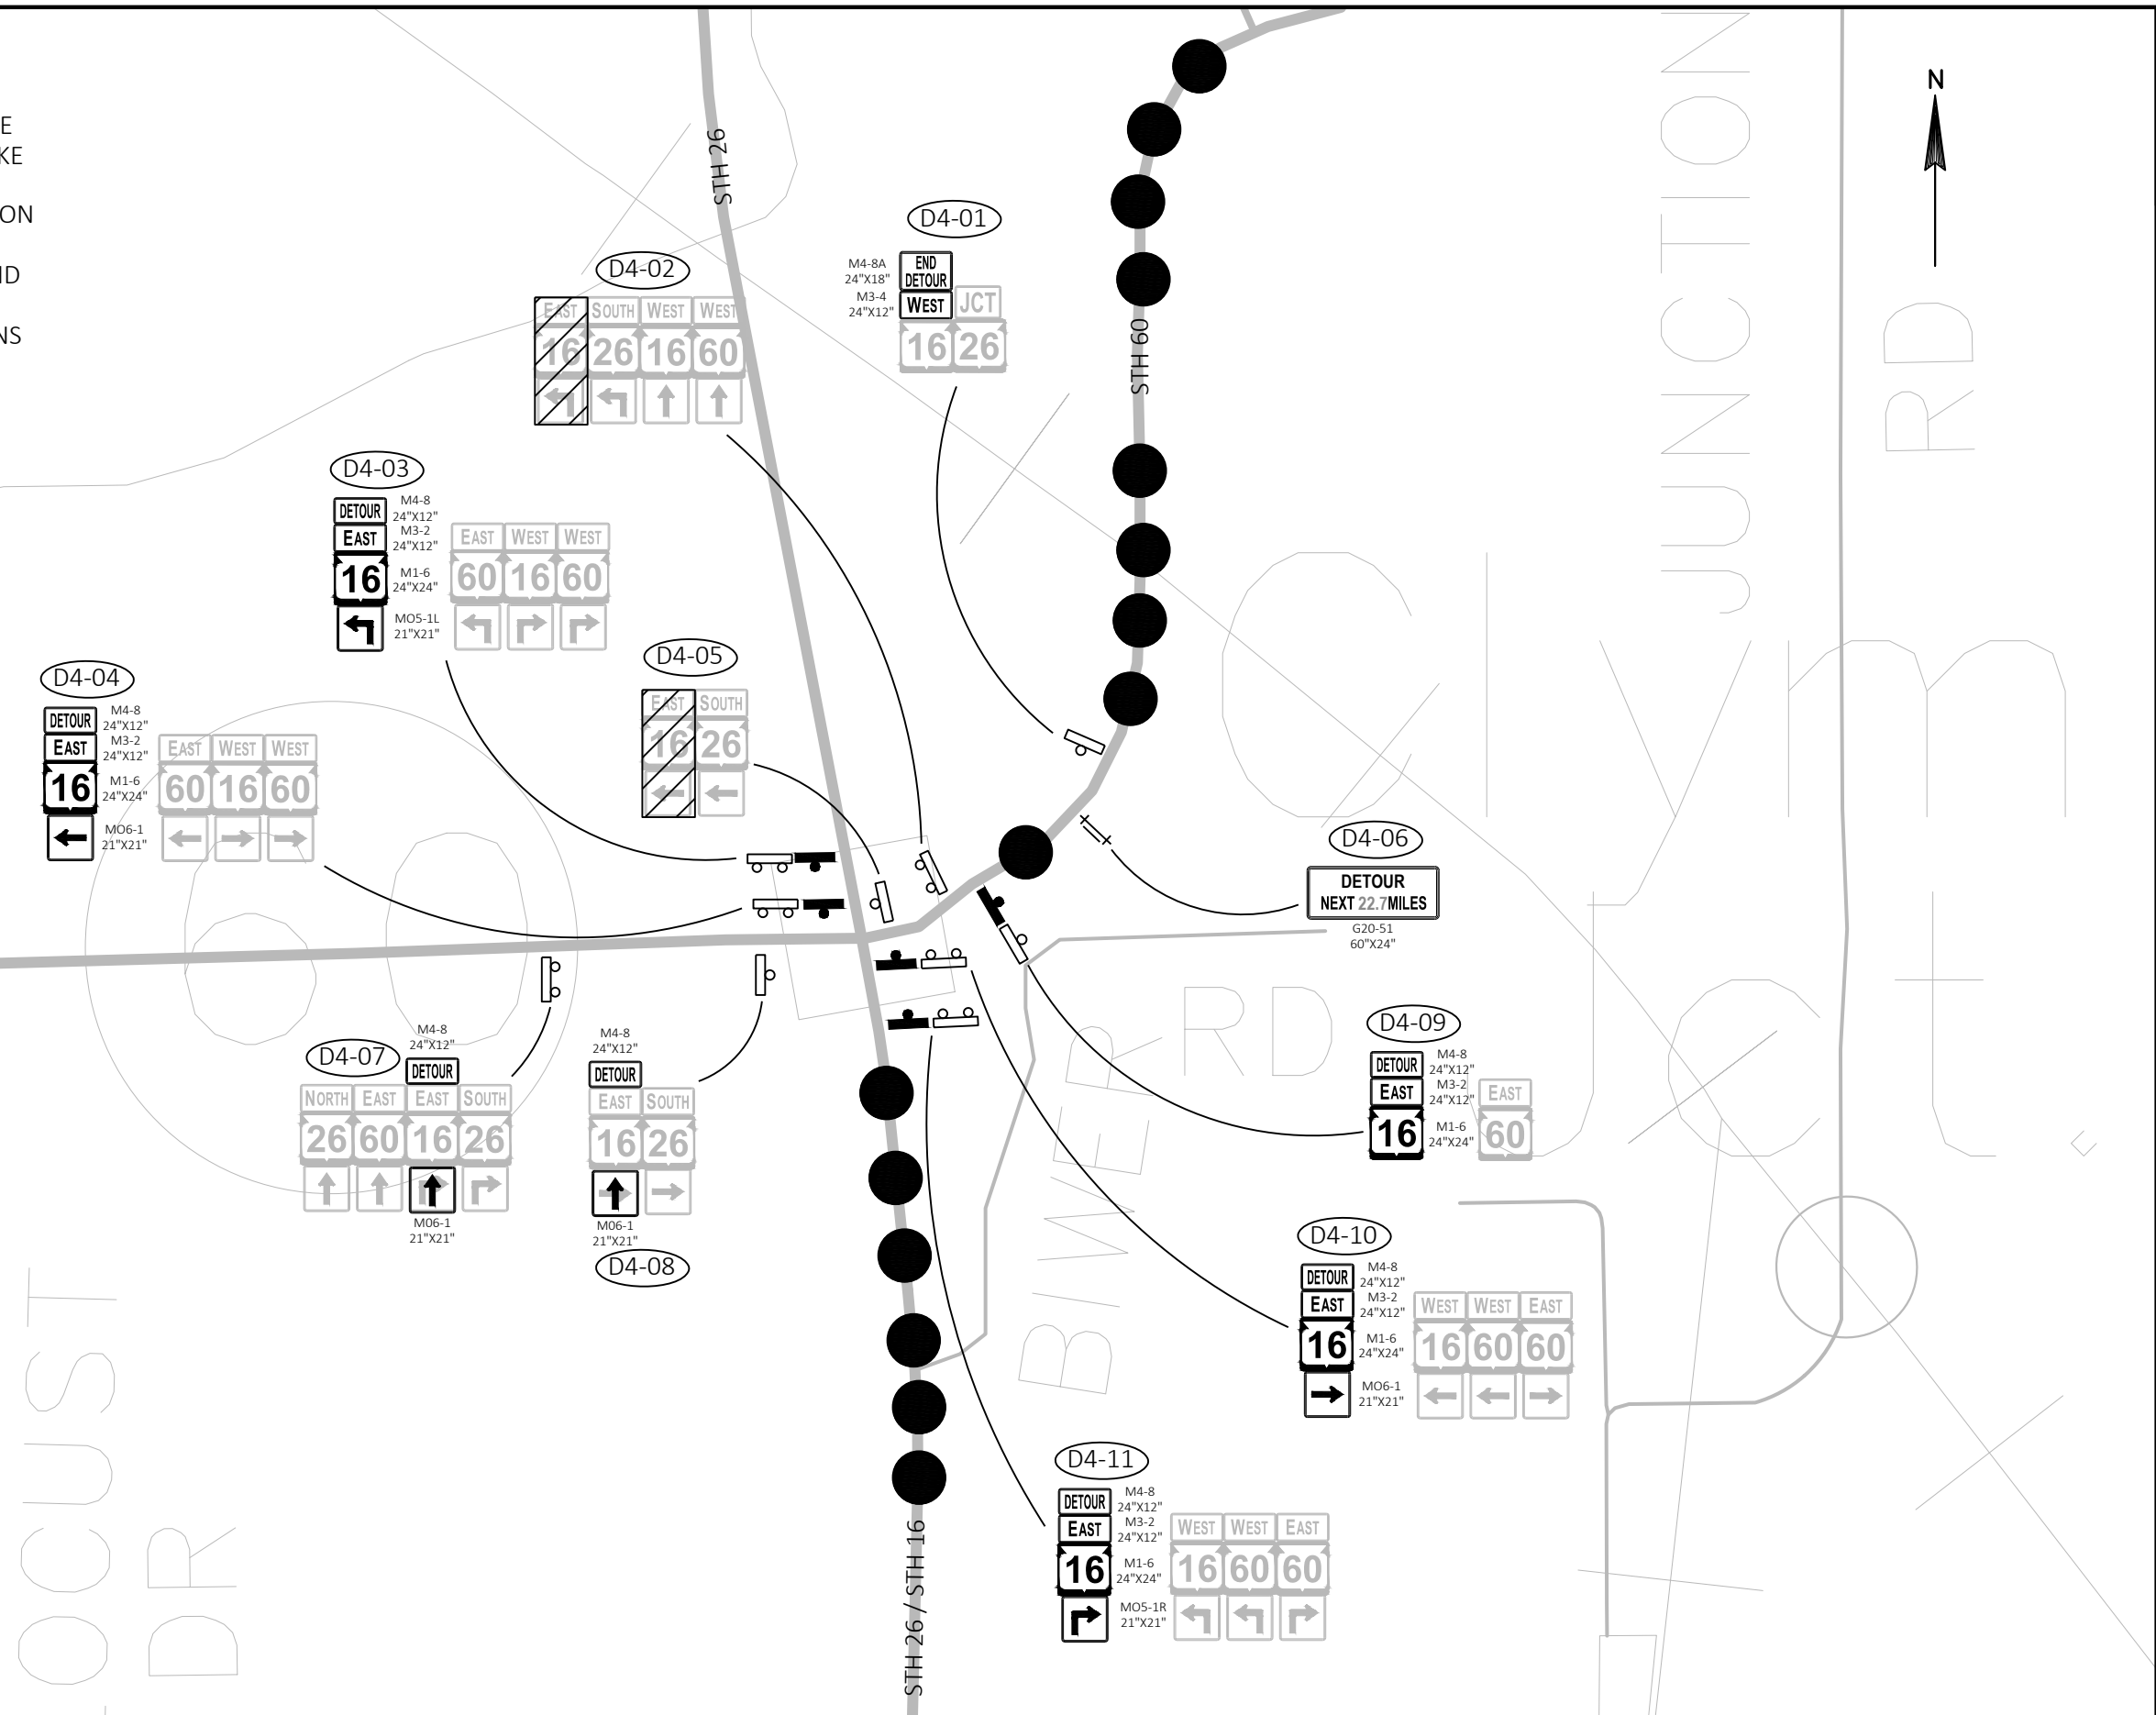 E
KE
ON
ND
NS
N
JUNCTION
RD
STH 26
STH 60
D4-01
M4-8A
24"X18"
M3-4
24"X12"
END
DETOUR
WEST
JCT
16 26
D4-02
EAST SOUTH WEST WEST
16 26 16 60
D4-03
DETOUR
EAST
16
M4-8
24"X12"
M3-2
24"X12"
M1-6
24"X24"
MO5-1L
21"X21"
EAST WEST WEST
60 16 60
D4-04
DETOUR
EAST
16
M4-8
24"X12"
M3-2
24"X12"
M1-6
24"X24"
MO6-1
21"X21"
EAST WEST WEST
60 16 60
D4-05
EAST SOUTH
16 26
60
D4-06
DETOUR
NEXT 22.7MILES
G20-51
60"X24"
D4-07
M4-8
24"X12"
DETOUR
NORTH EAST EAST SOUTH
26 60 16 26
M06-1
21"X21"
M4-8
24"X12"
DETOUR
EAST SOUTH
16 26
M06-1
21"X21"
D4-08
RD
D4-09
DETOUR
EAST
16
M4-8
24"X12"
M3-2
24"X12"
M1-6
24"X24"
EAST
60
D4-10
DETOUR
EAST
16
M4-8
24"X12"
M3-2
24"X12"
M1-6
24"X24"
MO6-1
21"X21"
WEST WEST EAST
16 60 60
D4-11
DETOUR
EAST
16
M4-8
24"X12"
M3-2
24"X12"
M1-6
24"X24"
MO5-1R
21"X21"
WEST WEST EAST
16 60 60
STH 26 / STH 16
OCUST
DR